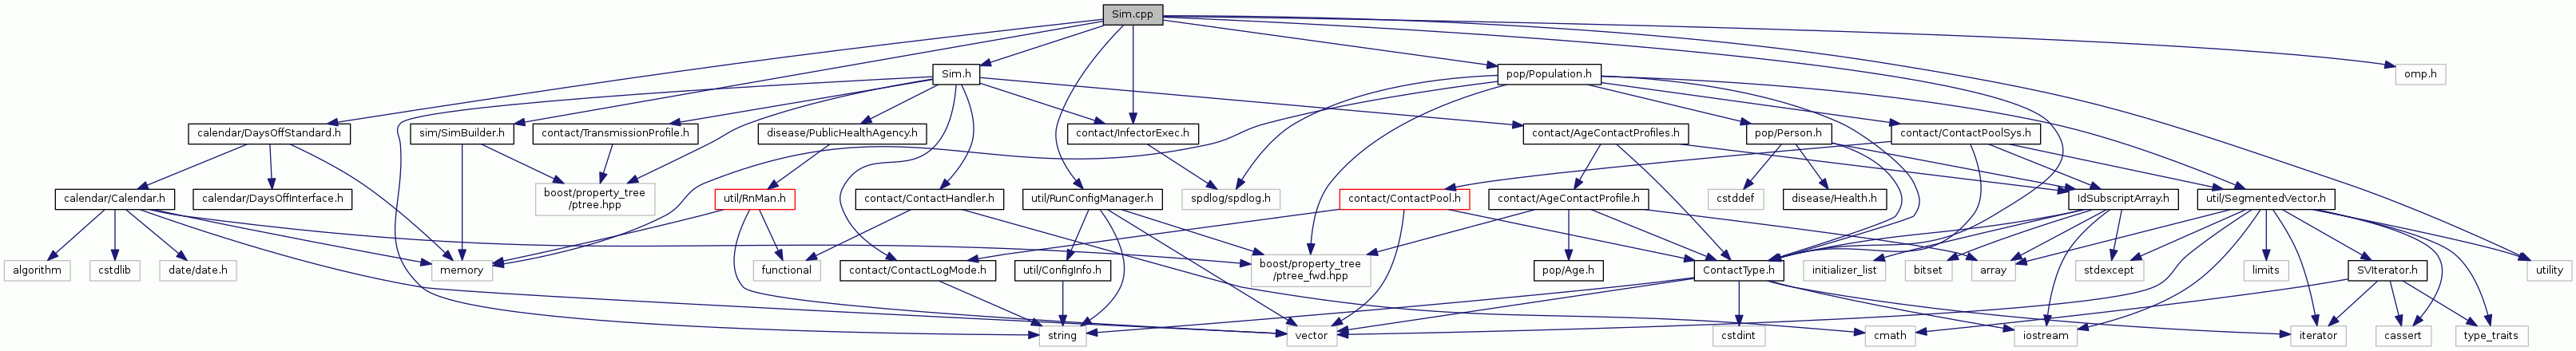 Sim.cpp
Sim.h
pop/Population.h
omp.h
calendar/DaysOffStandard.h
sim/SimBuilder.h
contact/TransmissionProfile.h
disease/PublicHealthAgency.h
contact/InfectorExec.h
contact/AgeContactProfiles.h
pop/Person.h
contact/ContactPoolSys.h
calendar/Calendar.h
calendar/DaysOffInterface.h
boost/property_tree
/ptree.hpp
util/RnMan.h
contact/ContactHandler.h
util/RunConfigManager.h
spdlog/spdlog.h
contact/ContactPool.h
contact/AgeContactProfile.h
cstddef
disease/Health.h
IdSubscriptArray.h
util/SegmentedVector.h
algorithm
cstdlib
date/date.h
memory
functional
contact/ContactLogMode.h
util/ConfigInfo.h
boost/property_tree
/ptree_fwd.hpp
pop/Age.h
ContactType.h
initializer_list
bitset
array
stdexcept
limits
SVIterator.h
utility
string
vector
cstdint
cmath
iostream
iterator
cassert
type_traits